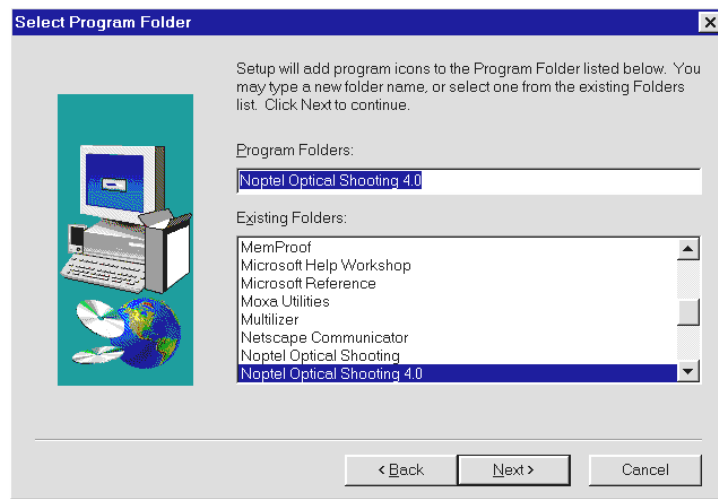 Select Program Folder
Setup will add program icons to the Program Folder listed below. You
may type a new folder name, or select one from the existing Folders
list. Click Next to continue.
Program Folders:
Noptel Optical Shooting 4.0
Existing Folders:
MemProof
Microsoft Help Workshop
Microsoft Reference
Moxa Utilities
Multilizer
Netscape Communicator
Noptel Optical Shooting
Noptel Optical Shooting 4.0
< Back
Next >
Cancel